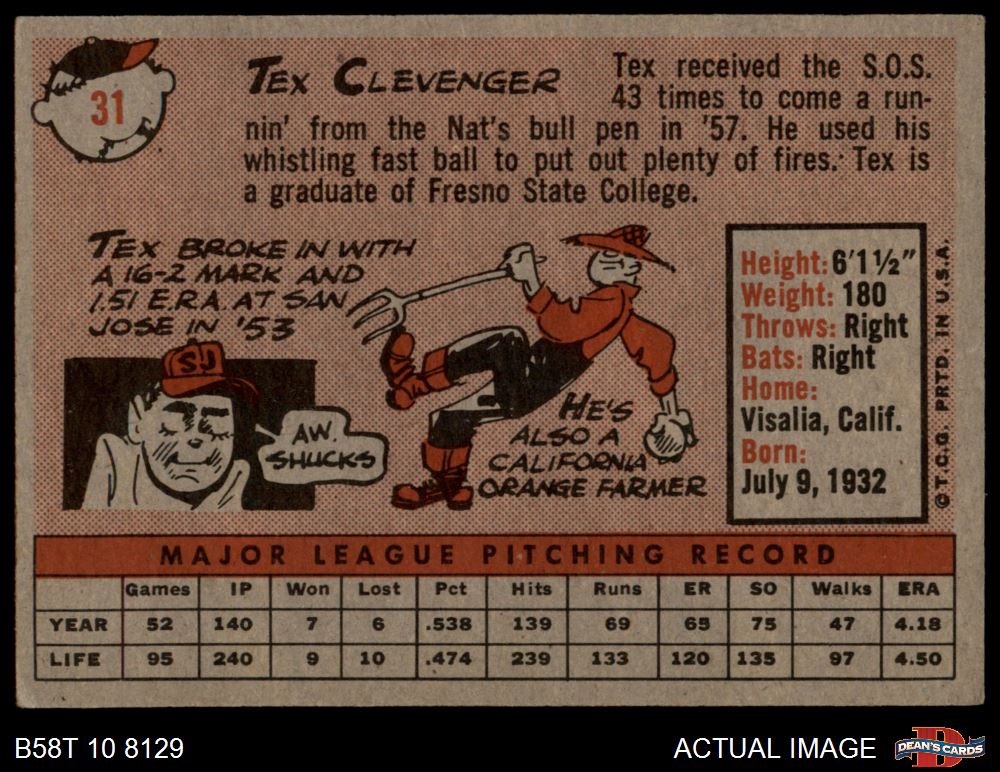 31
TEX CLEVENGER
Tex received the S.O.S.
43 times to come a run-
nin' from the Nat's bull pen in '57. He used his
whistling fast ball to put out plenty of fires. Tex is
a graduate of Fresno State College.
TEX BROKE IN WITH
A 16-2 MARK AND
1.51 E.R.A. AT SAN
JOSE IN '53
SJ
AW.
SHUCKS
HE'S
ALSO A
CALIFORNIA
ORANGE FARMER
Height: 6'1½"
Weight: 180
Throws: Right
Bats: Right
Home:
Visalia, Calif.
Born:
July 9, 1932
© T.C.G. PRTD. IN U.S.A.
MAJOR LEAGUE PITCHING RECORD
Games IP Won Lost Pct Hits Runs ER SO Walks ERA
YEAR 52 140 7 6 .538 139 69 65 75 47 4.18
LIFE 95 240 9 10 .474 239 133 120 135 97 4.50
B58T 10 8129
ACTUAL IMAGE
D
DEAN'S CARDS